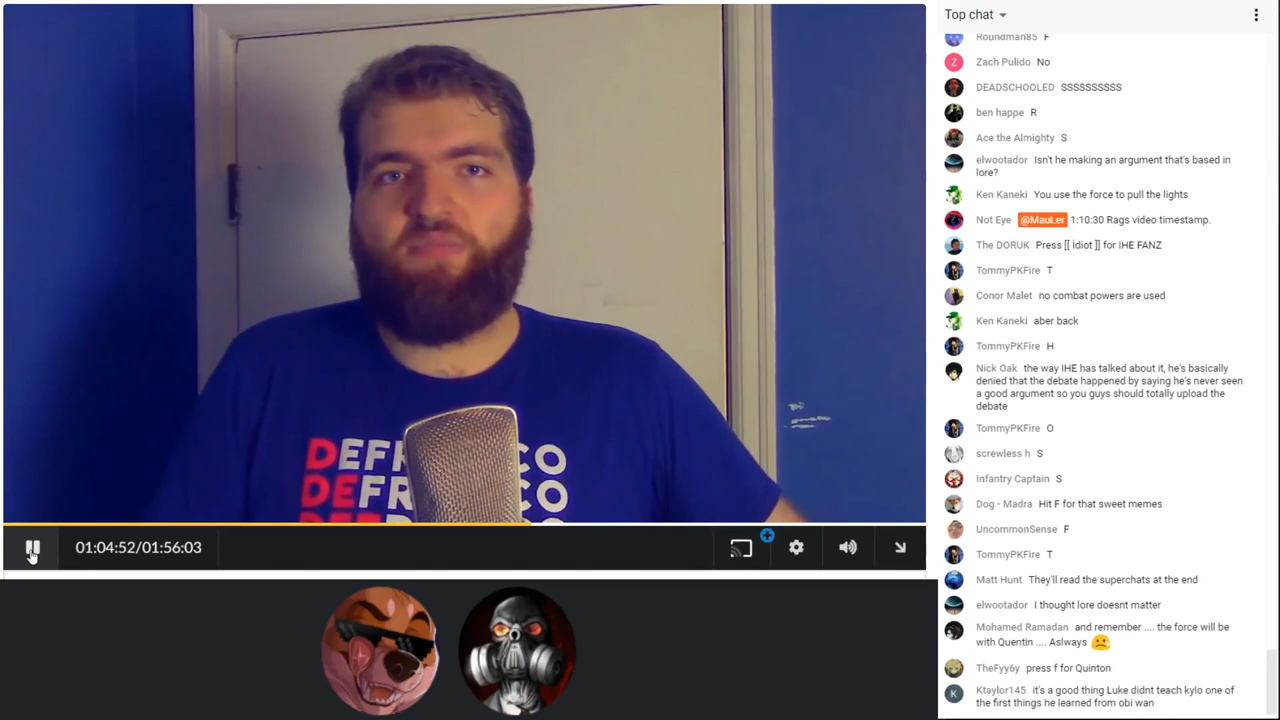 DEFR CO
DEFR CO
01:04:52/01:56:03
Top chat
Roundman85 F
Z Zach Pulido No
DEADSCHOOLED SSSSSSSSSS
ben happe R
Ace the Almighty S
elwootador Isn't he making an argument that's based in
lore?
Ken Kaneki You use the force to pull the lights
Not Eye @MauLer 1:10:30 Rags video timestamp.
The DORUK Press [[ İdiot ]] for IHE FANZ
TommyPKFire T
Conor Malet no combat powers are used
Ken Kaneki aber back
TommyPKFire H
Nick Oak the way IHE has talked about it, he's basically
denied that the debate happened by saying he's never seen
a good argument so you guys should totally upload the
debate
TommyPKFire O
screwless h S
Infantry Captain S
Dog - Madra Hit F for that sweet memes
UncommonSense F
TommyPKFire T
Matt Hunt They'll read the superchats at the end
elwootador I thought lore doesnt matter
Mohamed Ramadan and remember .... the force will be
with Quentin .... Aslways
TheFyy6y press f for Quinton
K Ktaylor145 it's a good thing Luke didnt teach kylo one of
the first things he learned from obi wan